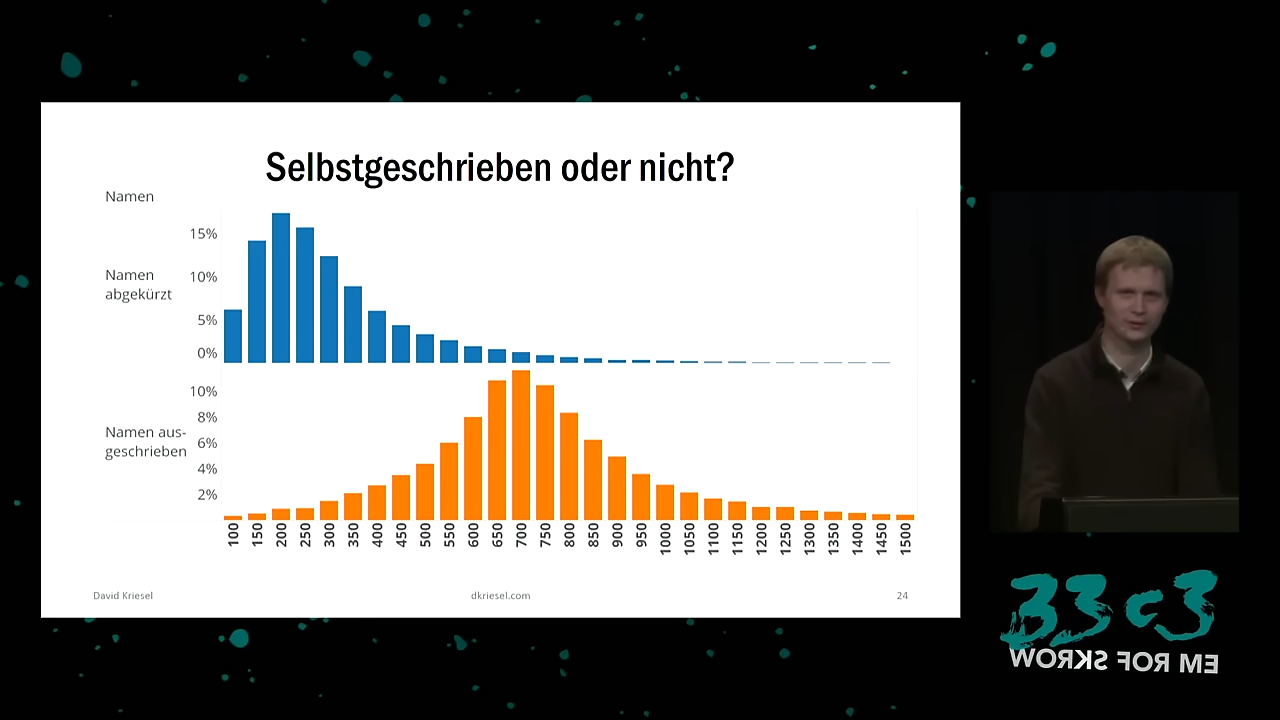 Selbstgeschrieben oder nicht?
Namen
15%
Namen
abgekürzt
10%
5%
0%
10%
8%
Namen aus-
geschrieben
6%
4%
2%
100 150 200 250 300 350 400 450 500 550 600 650 700 750 800 850 900 950 1000 1050 1100 1150 1200 1250 1300 1350 1400 1450 1500
David Kriesel
dkriesel.com
24
33c3
WORKS FOR ME